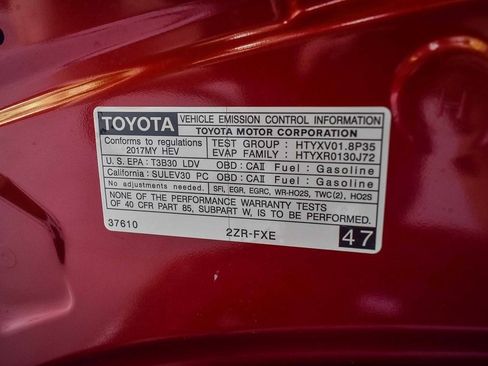 TOYOTA VEHICLE EMISSION CONTROL INFORMATION
TOYOTA MOTOR CORPORATION
Conforms to regulations
2017MY HEV
TEST GROUP : HTYXV01.8P35
EVAP FAMILY : HTYXR0130J72
U.S. EPA: T3B30 LDV
OBD: CAII Fuel: Gasoline
California: SULEV30 PC
OBD: CAII Fuel: Gasoline
No adjustments needed.
SFI, EGR, EGRC, WR-HO2S, TWC(2), HO2S
NONE OF THE PERFORMANCE WARRANTY TESTS
OF 40 CFR PART 85, SUBPART W, IS TO BE PERFORMED.
37610
2ZR-FXE
47